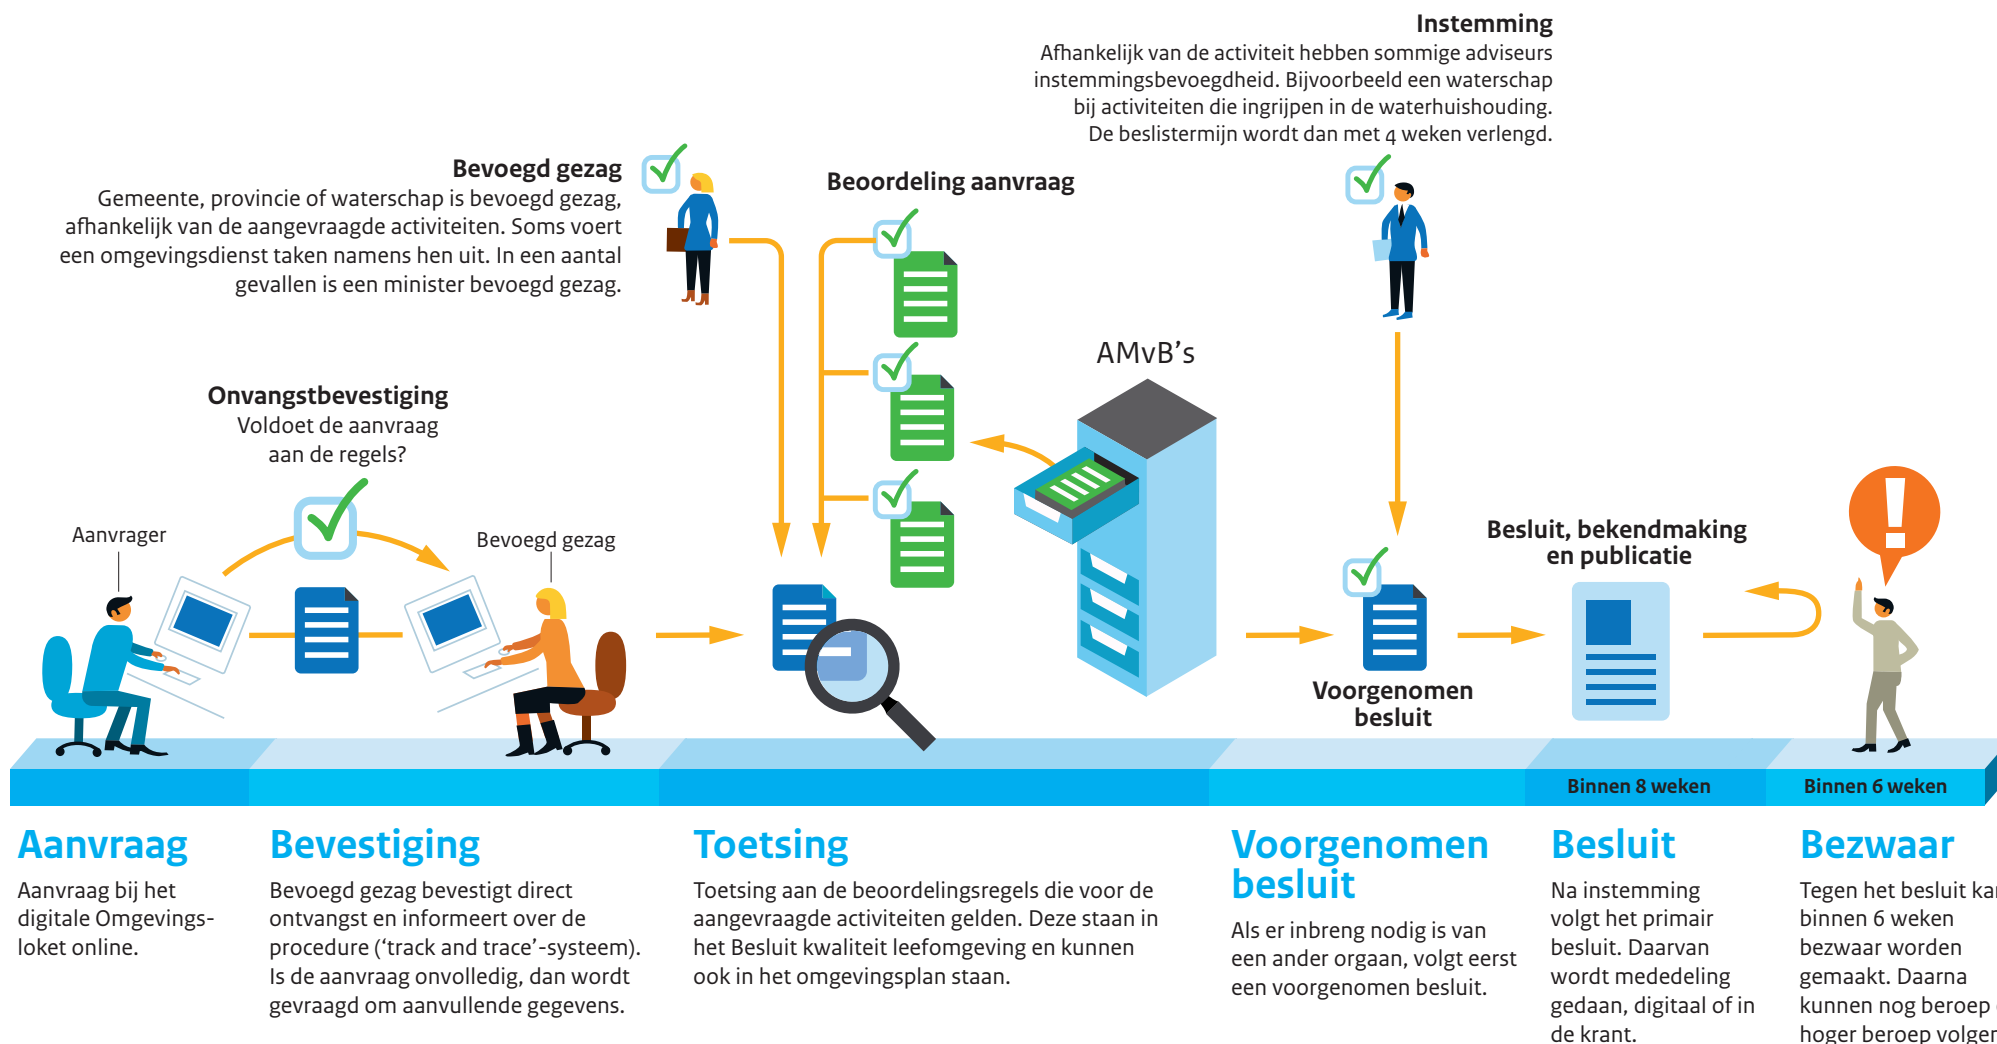 Instemming
Afhankelijk van de activiteit hebben sommige adviseurs
instemmingsbevoegdheid. Bijvoorbeeld een waterschap
bij activiteiten die ingrijpen in de waterhuishouding.
De beslistermijn wordt dan met 4 weken verlengd.
Bevoegd gezag
Gemeente, provincie of waterschap is bevoegd gezag,
afhankelijk van de aangevraagde activiteiten. Soms voert
een omgevingsdienst taken namens hen uit. In een aantal
gevallen is een minister bevoegd gezag.
Beoordeling aanvraag
AMvB's
Onvangstbevestiging
Voldoet de aanvraag
aan de regels?
Aanvrager
Bevoegd gezag
Besluit, bekendmaking
en publicatie
Voorgenomen
besluit
Binnen 8 weken
Binnen 6 weken
Aanvraag
Aanvraag bij het
digitale Omgevings-
loket online.
Bevestiging
Bevoegd gezag bevestigt direct
ontvangst en informeert over de
procedure (‘track and trace’-systeem).
Is de aanvraag onvolledig, dan wordt
gevraagd om aanvullende gegevens.
Toetsing
Toetsing aan de beoordelingsregels die voor de
aangevraagde activiteiten gelden. Deze staan in
het Besluit kwaliteit leefomgeving en kunnen
ook in het omgevingsplan staan.
Voorgenomen
besluit
Als er inbreng nodig is van
een ander orgaan, volgt eerst
een voorgenomen besluit.
Besluit
Na instemming
volgt het primair
besluit. Daarvan
wordt mededeling
gedaan, digitaal of in
de krant.
Bezwaar
Tegen het besluit kan
binnen 6 weken
bezwaar worden
gemaakt. Daarna
kunnen nog beroep
hoger beroep volgen